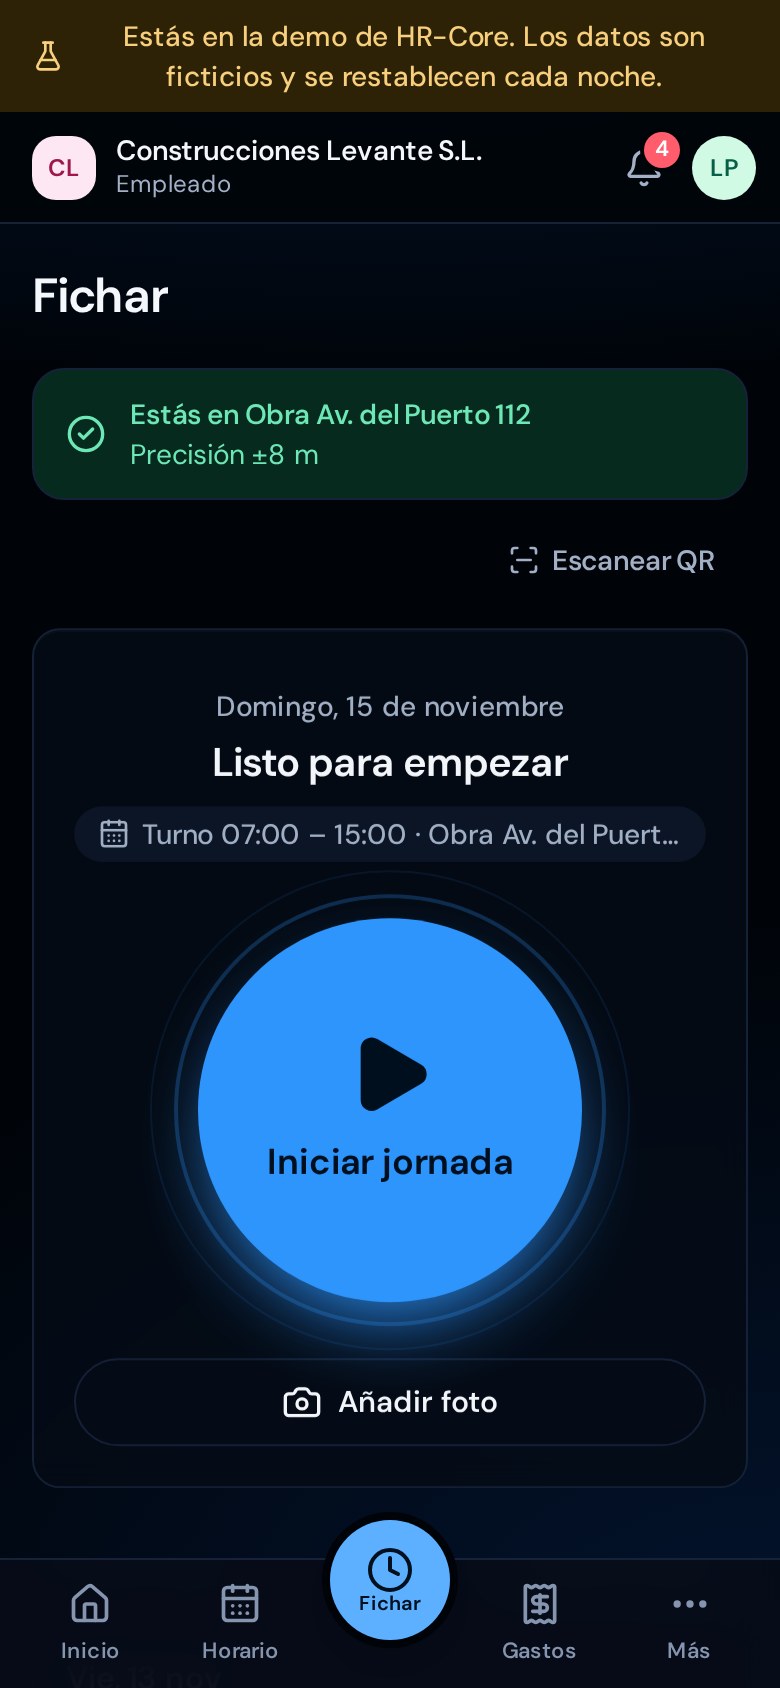 Estás en la demo de HR-Core. Los datos son
ficticios y se restablecen cada noche.
CL
Construcciones Levante S.L.
Empleado
4
LP
Fichar
Estás en Obra Av. del Puerto 112
Precisión ±8 m
Escanear QR
Domingo, 15 de noviembre
Listo para empezar
Turno 07:00 – 15:00 · Obra Av. del Puert…
Iniciar jornada
Añadir foto
Inicio
Horario
Fichar
Gastos
Más
Vie, 13 nov